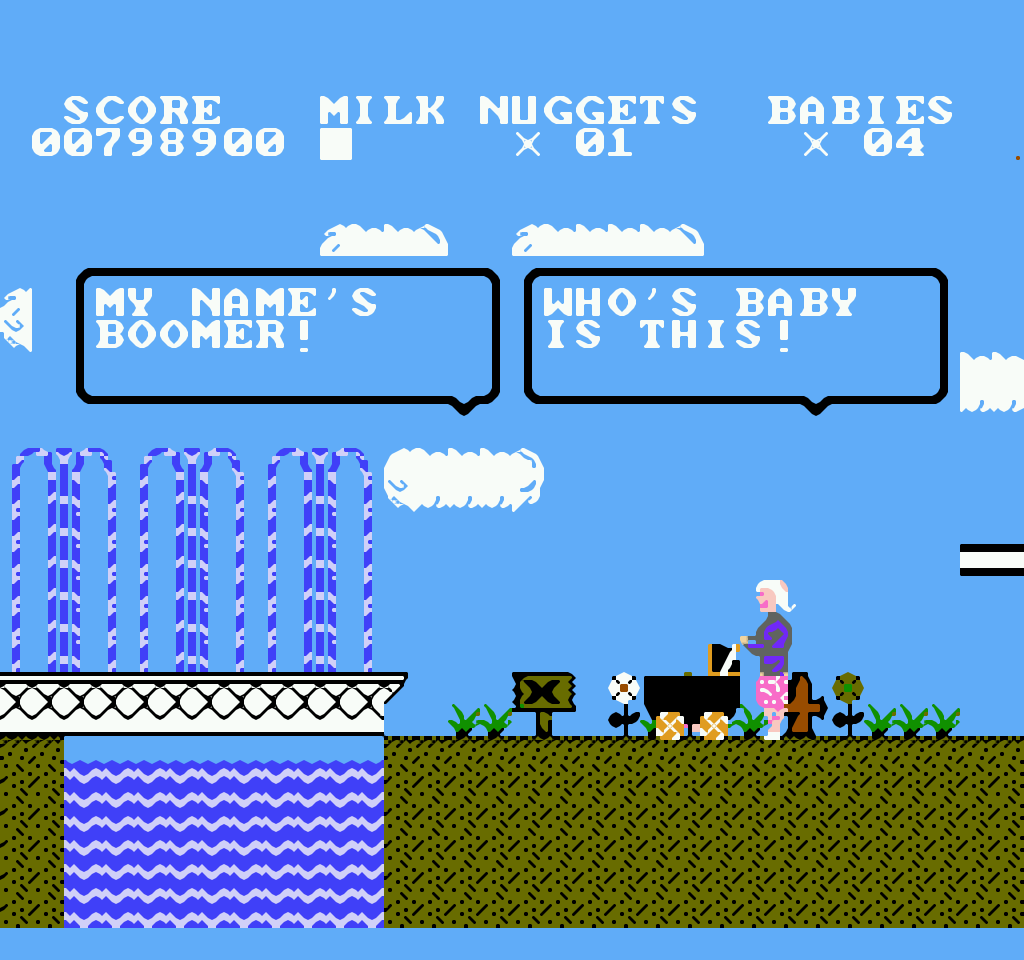 SCORE MILK NUGGETS BABIES
00798900 × 01 × 04
MY NAME'S
BOOMER!
WHO'S BABY
IS THIS!